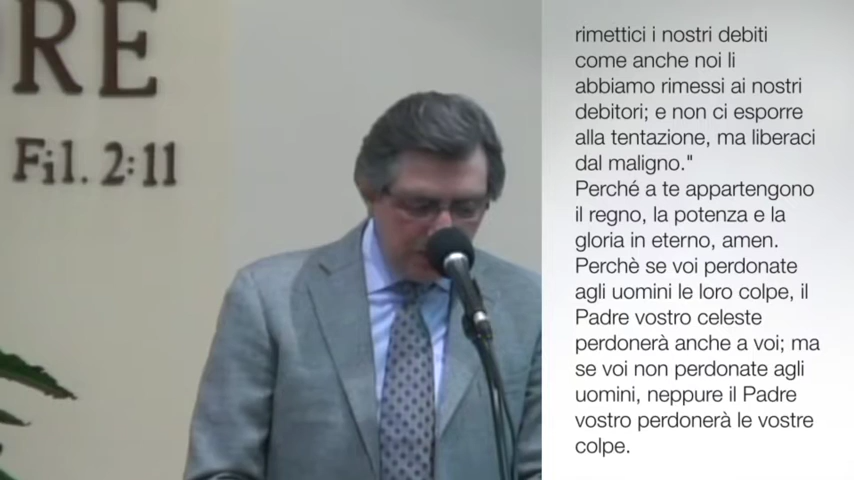 RE
Fil. 2:11
rimettici i nostri debiti
come anche noi li
abbiamo rimessi ai nostri
debitori; e non ci esporre
alla tentazione, ma liberaci
dal maligno."
Perché a te appartengono
il regno, la potenza e la
gloria in eterno, amen.
Perchè se voi perdonate
agli uomini le loro colpe, il
Padre vostro celeste
perdonerà anche a voi; ma
se voi non perdonate agli
uomini, neppure il Padre
vostro perdonerà le vostre
colpe.